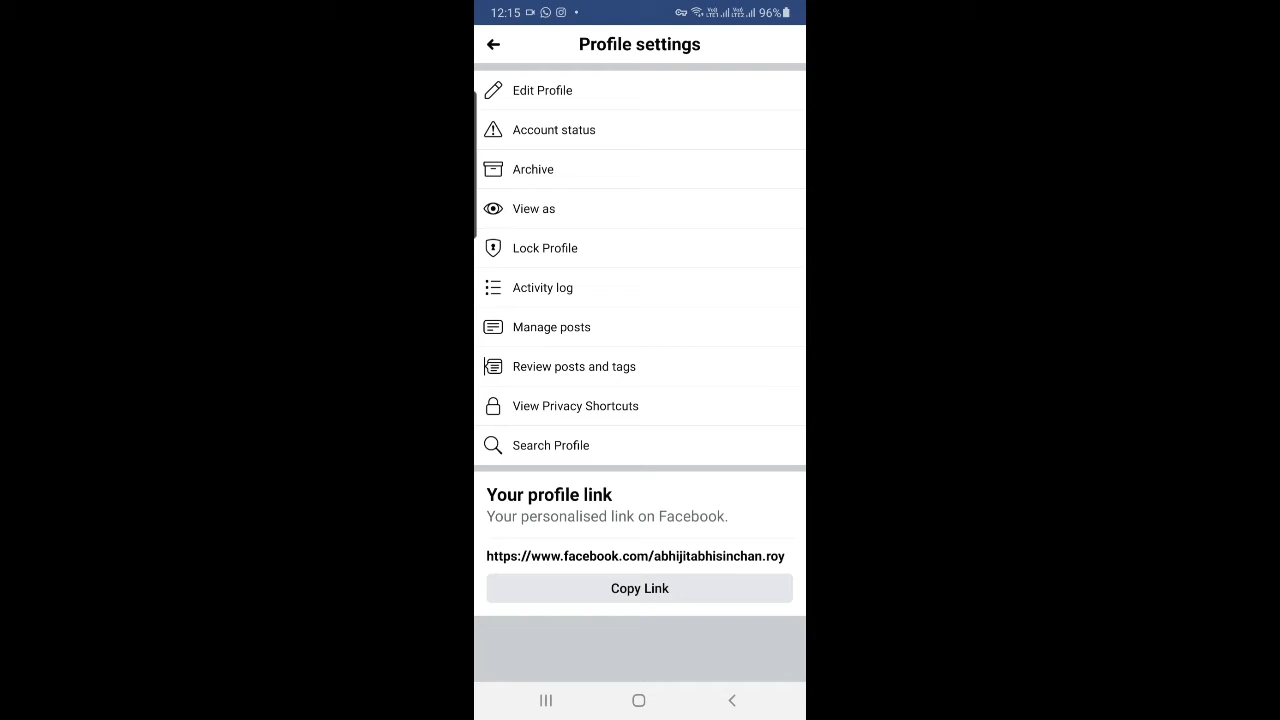 12:15 96%
Profile settings
Edit Profile
Account status
Archive
View as
Lock Profile
Activity log
Manage posts
Review posts and tags
View Privacy Shortcuts
Search Profile
Your profile link
Your personalised link on Facebook.
https://www.facebook.com/abhijitabhisinchan.roy
Copy Link